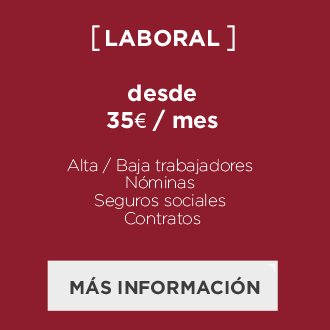 [LABORAL]
desde
35€ / mes
Alta / Baja trabajadores
Nóminas
Seguros sociales
Contratos
MÁS INFORMACIÓN